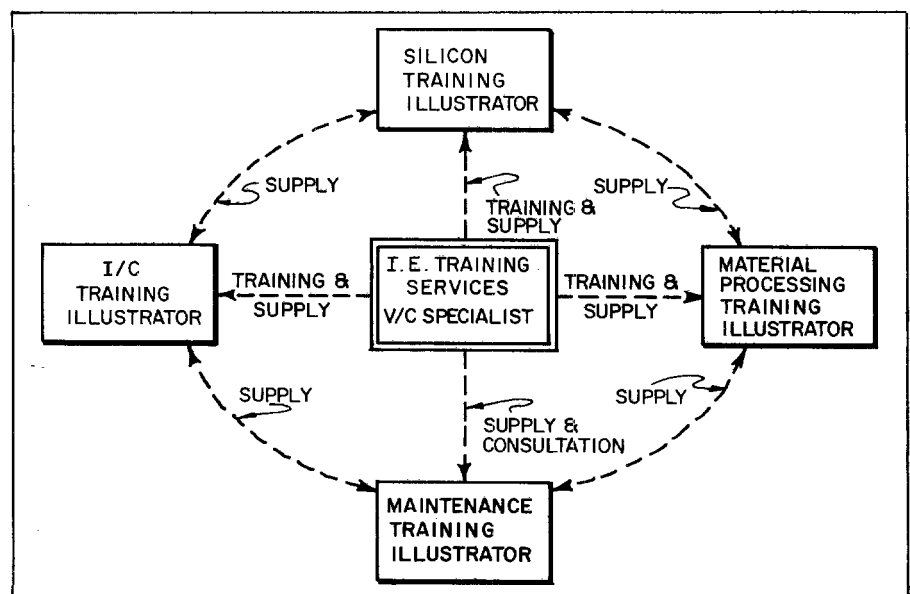 SILICON
TRAINING
ILLUSTRATOR
SUPPLY
SUPPLY
TRAINING &
SUPPLY
I/C
TRAINING
ILLUSTRATOR
TRAINING &
SUPPLY
I.E. TRAINING
SERVICES
V/C SPECIALIST
TRAINING &
SUPPLY
MATERIAL
PROCESSING
TRAINING
ILLUSTRATOR
SUPPLY
SUPPLY
SUPPLY &
CONSULTATION
MAINTENANCE
TRAINING
ILLUSTRATOR